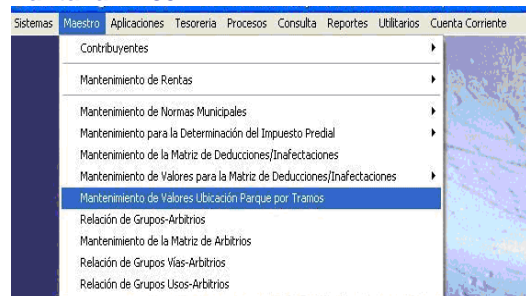 Sistemas Maestro Aplicaciones Tesoreria Procesos Consulta Reportes Utilitarios Cuenta Corriente
Contribuyentes
Mantenimiento de Rentas
Mantenimiento de Normas Municipales
Mantenimiento para la Determinación del Impuesto Predial
Mantenimiento de la Matriz de Deducciones/Inafectaciones
Mantenimiento de Valores para la Matriz de Deducciones/Inafectaciones
Mantenimiento de Valores Ubicación Parque por Tramos
Relación de Grupos-Arbitrios
Mantenimiento de la Matriz de Arbitrios
Relación de Grupos Vías-Arbitrios
Relación de Grupos Usos-Arbitrios